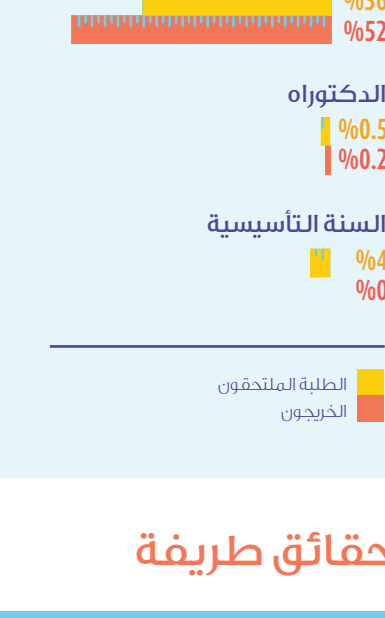 %52
الدكتوراه
%0.5
%0.2
السنة التأسيسية
%4
%0
الطلبة الملتحقون
الخريجون
حقائق طريفة